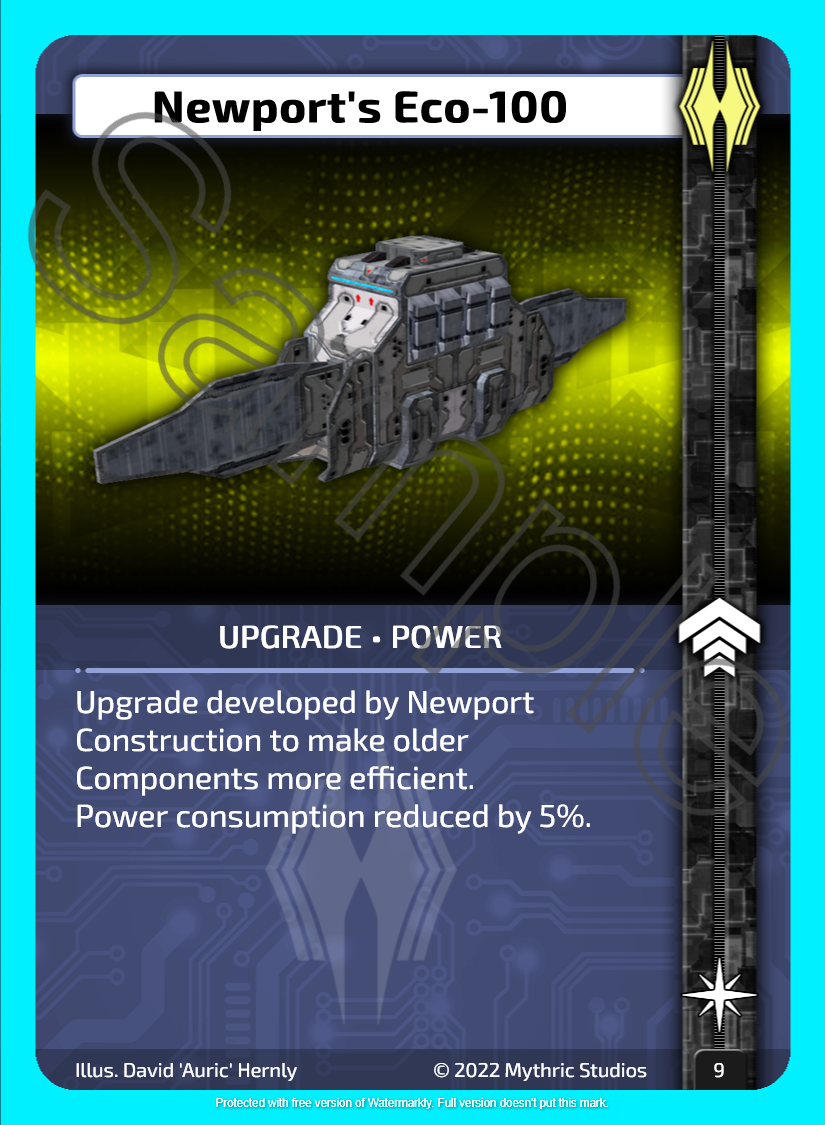 Newport's Eco-100
Sample
UPGRADE • POWER
Upgrade developed by Newport
Construction to make older
Components more efficient.
Power consumption reduced by 5%.
Illus. David 'Auric' Hernly
© 2022 Mythric Studios
9
Protected with free version of Watermarkly. Full version doesn't put this mark.